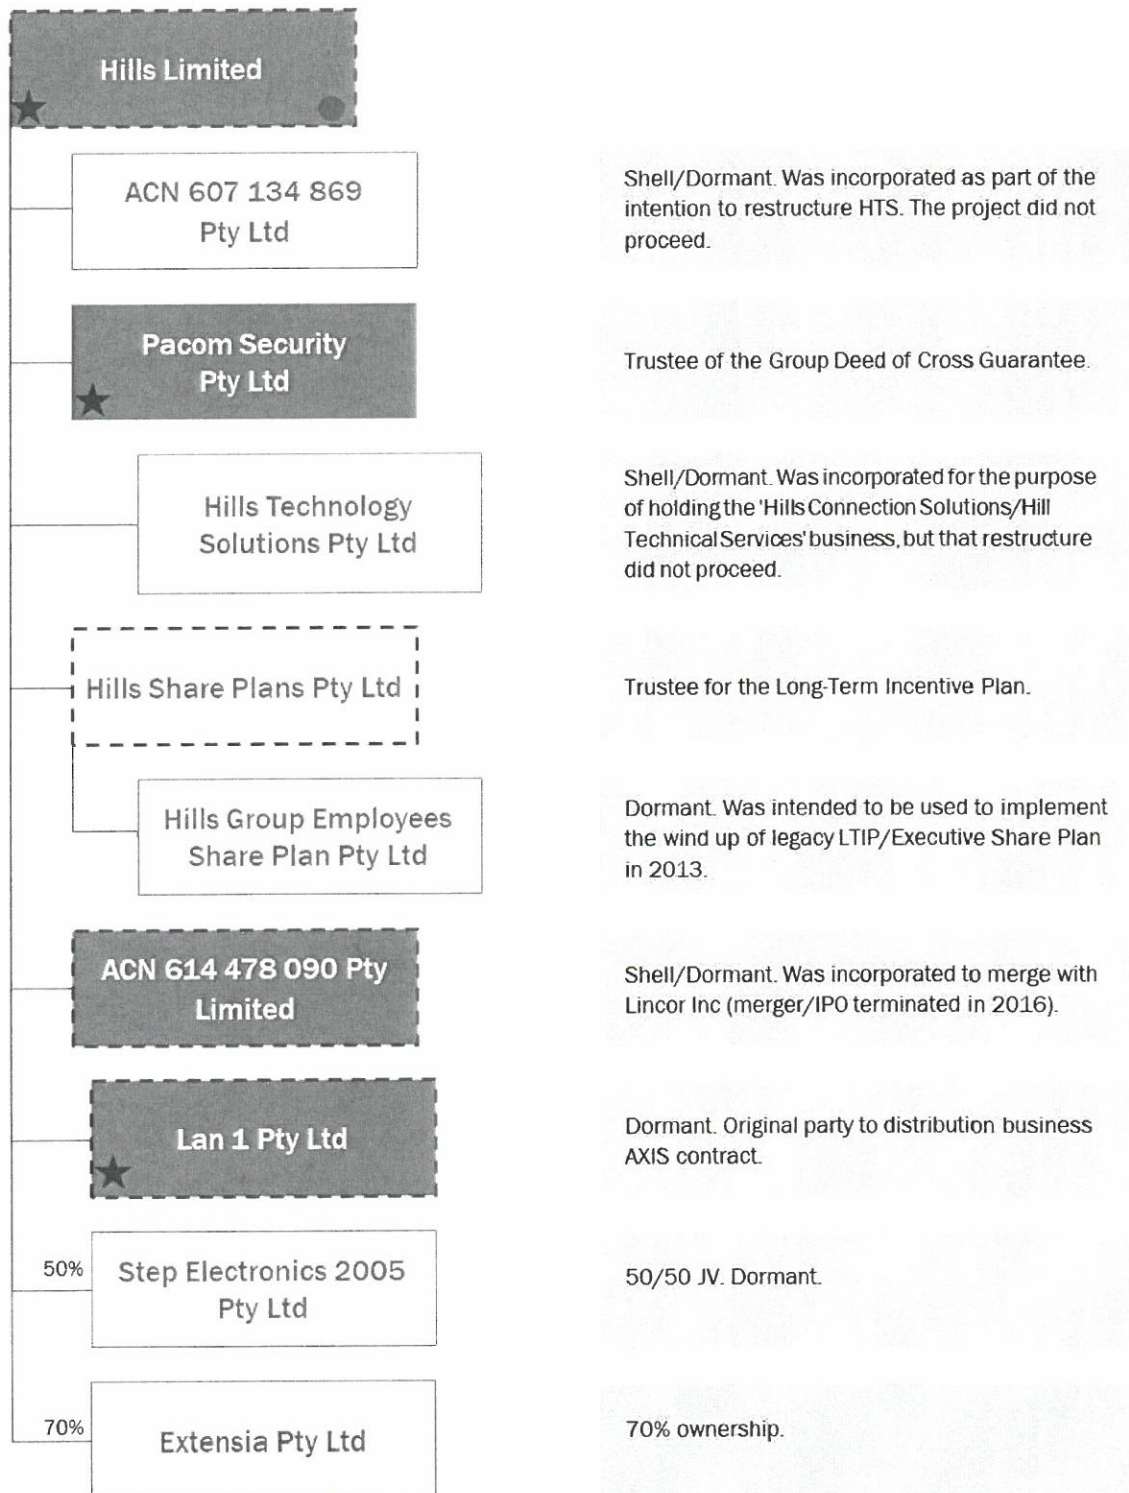 Hills Limited
ACN 607 134 869
Pty Ltd
Shell/Dormant. Was incorporated as part of the
intention to restructure HTS. The project did not
proceed.
Pacom Security
Pty Ltd
Trustee of the Group Deed of Cross Guarantee.
Hills Technology
Solutions Pty Ltd
Shell/Dormant. Was incorporated for the purpose
of holding the 'Hills Connection Solutions/Hill
Technical Services' business, but that restructure
did not proceed.
Hills Share Plans Pty Ltd
Trustee for the Long-Term Incentive Plan.
Hills Group Employees
Share Plan Pty Ltd
Dormant. Was intended to be used to implement
the wind up of legacy LTIP/Executive Share Plan
in 2013.
ACN 614 478 090 Pty
Limited
Shell/Dormant. Was incorporated to merge with
Lincor Inc (merger/IPO terminated in 2016).
Lan 1 Pty Ltd
Dormant. Original party to distribution business
AXIS contract.
50%
Step Electronics 2005
Pty Ltd
50/50 JV. Dormant.
70%
Extensia Pty Ltd
70% ownership.